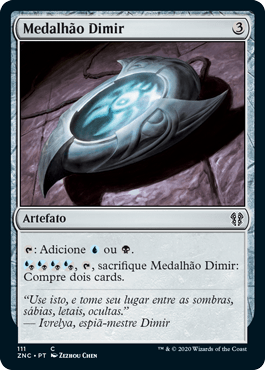 Medalhão Dimir 3
Artefato
: Adicione ou .
, , sacrifique Medalhão Dimir:
Compre dois cards.
"Use isto, e tome seu lugar entre as sombras,
sábias, letais, ocultas."
— Ivrelya, espiã-mestre Dimir
111 C
ZNC • PT ZEZHOU CHEN
™ & © 2020 Wizards of the Coast